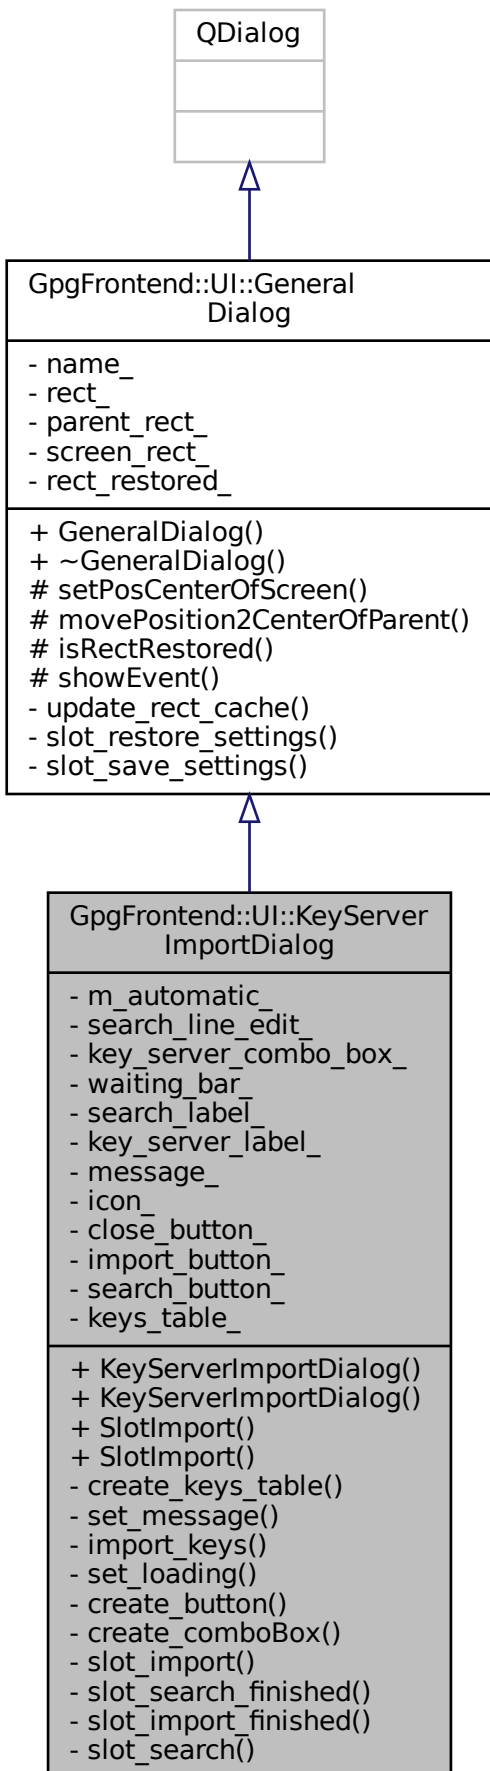 QDialog
GpgFrontend::UI::General
Dialog
- name_
- rect_
- parent_rect_
- screen_rect_
- rect_restored_
+ GeneralDialog()
+ ~GeneralDialog()
# setPosCenterOfScreen()
# movePosition2CenterOfParent()
# isRectRestored()
# showEvent()
- update_rect_cache()
- slot_restore_settings()
- slot_save_settings()
GpgFrontend::UI::KeyServer
ImportDialog
- m_automatic_
- search_line_edit_
- key_server_combo_box_
- waiting_bar_
- search_label_
- key_server_label_
- message_
- icon_
- close_button_
- import_button_
- search_button_
- keys_table_
+ KeyServerImportDialog()
+ KeyServerImportDialog()
+ SlotImport()
+ SlotImport()
- create_keys_table()
- set_message()
- import_keys()
- set_loading()
- create_button()
- create_comboBox()
- slot_import()
- slot_search_finished()
- slot_import_finished()
- slot_search()